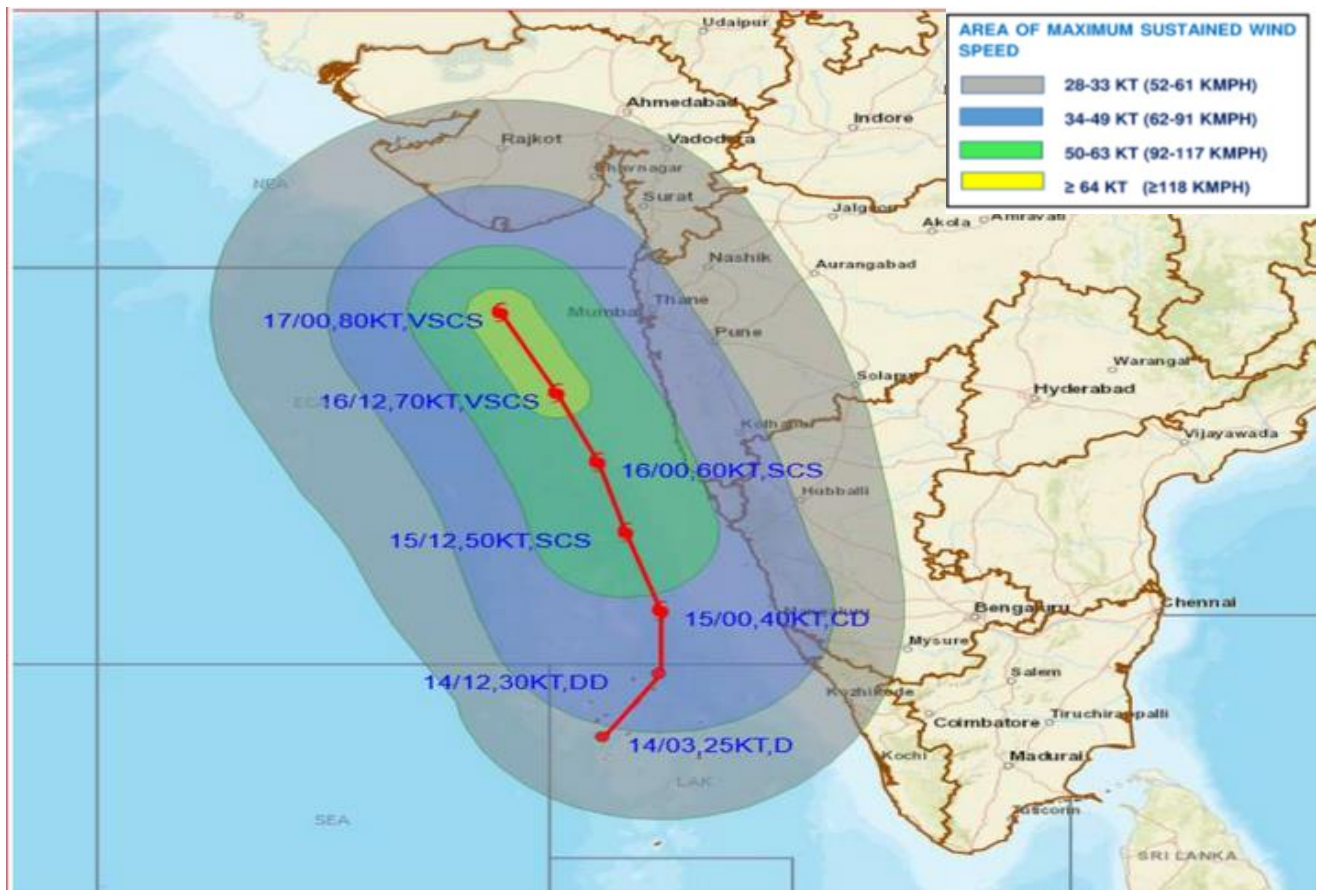 AREA OF MAXIMUM SUSTAINED WIND
SPEED
28-33 KT (52-61 KMPH)
34-49 KT (62-91 KMPH)
50-63 KT (92-117 KMPH)
≥ 64 KT (≥118 KMPH)
Udaipur
Ahmedabad
Indore
Rajkot
Vadodara
Surat
Jalgaon
Akola
Amravati
Nashik
Aurangabad
17/00,80KT,VSCS
Mumbai
Thane
Pune
Warangal
Solapur
Hyderabad
16/12,70KT,VSCS
Kolhapur
Vijayawada
16/00,60KT,SCS
Hubballi
15/12,50KT,SCS
Mangaluru
15/00,40KT,CD
Bengaluru
Chennai
Mysure
14/12,30KT,DD
Salem
Kozhikode
Coimbatore
Tiruchirappalli
14/03,25KT,D
Kochi
Madurai
LAK
SEA
Tuticorin
SRI LANKA